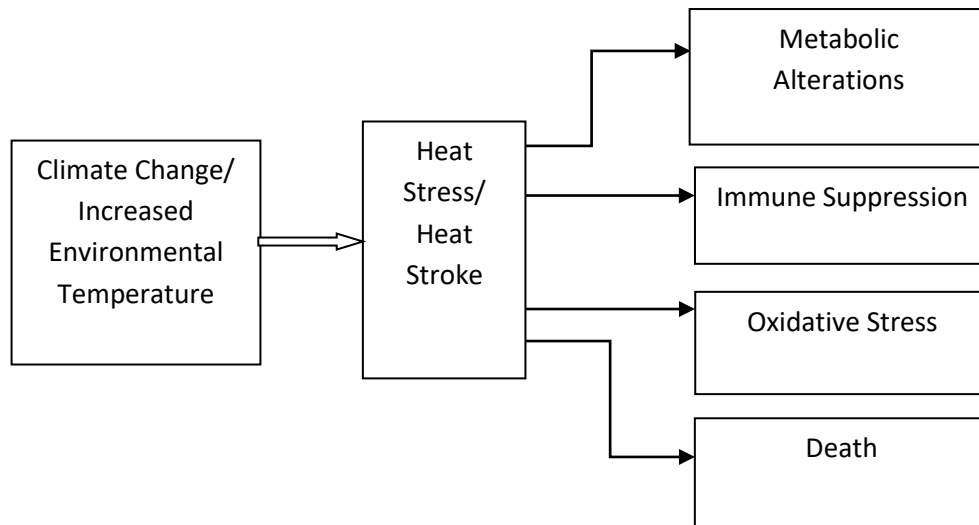 Climate Change/
Increased
Environmental
Temperature
Heat
Stress/
Heat
Stroke
Metabolic
Alterations
Immune Suppression
Oxidative Stress
Death